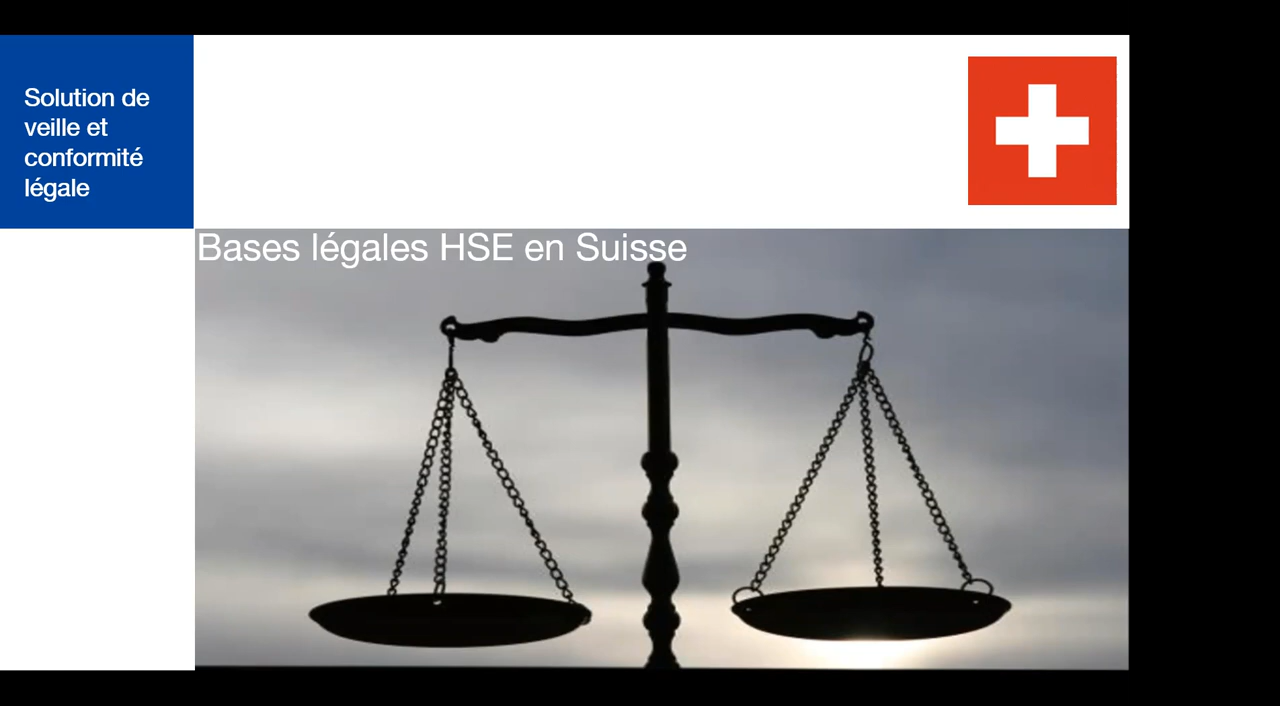 Solution de
veille et
conformité
légale
Bases légales HSE en Suisse